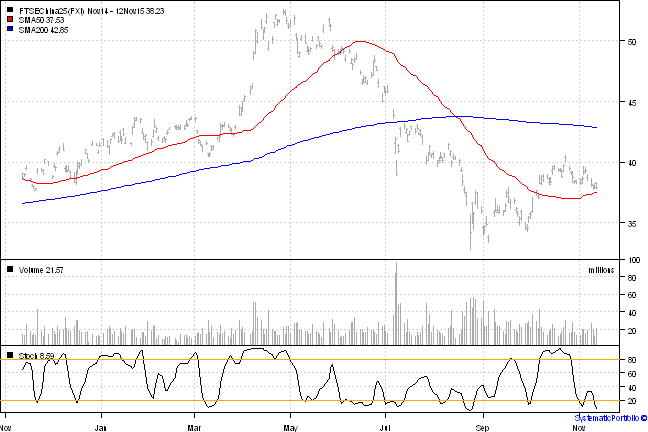 FTSEChina25(FXI) Nov14 - 12Nov15 38.23
SMA50 37.53
SMA200 42.85
50
45
40
35
Volume 21.57
millions
100
80
60
40
20
Stoch 8.59
80
60
40
20
SystematicPortfolio ©
Nov Jan Mar May Jul Sep Nov